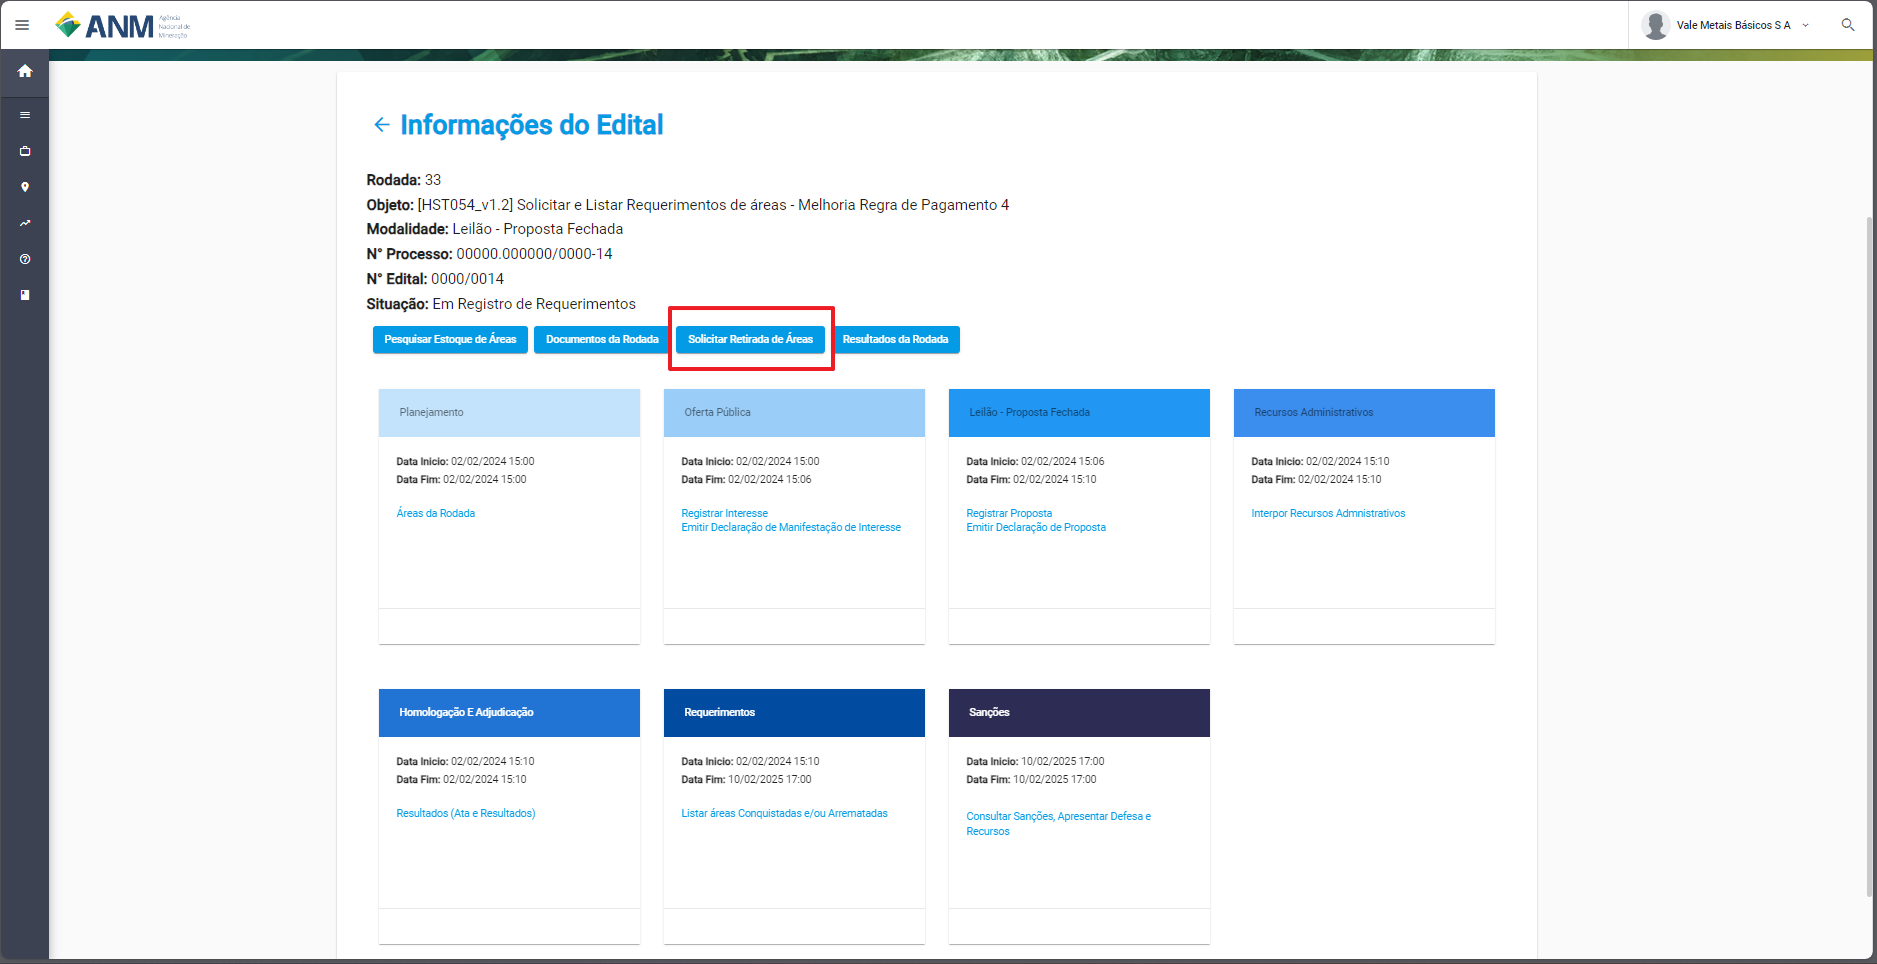 ANM
Agência
Nacional de
Mineração
Vale Metais Básicos S A
Informações do Edital
Rodada: 33
Objeto: [HST054_v1.2] Solicitar e Listar Requerimentos de áreas - Melhoria Regra de Pagamento 4
Modalidade: Leilão - Proposta Fechada
N° Processo: 00000.000000/0000-14
N° Edital: 0000/0014
Situação: Em Registro de Requerimentos
Pesquisar Estoque de Áreas
Documentos da Rodada
Solicitar Retirada de Áreas
Resultados da Rodada
Planejamento
Data Inicio: 02/02/2024 15:00
Data Fim: 02/02/2024 15:00
Áreas da Rodada
Oferta Pública
Data Inicio: 02/02/2024 15:00
Data Fim: 02/02/2024 15:06
Registrar Interesse
Emitir Declaração de Manifestação de Interesse
Leilão - Proposta Fechada
Data Inicio: 02/02/2024 15:06
Data Fim: 02/02/2024 15:10
Registrar Proposta
Emitir Declaração de Proposta
Recursos Administrativos
Data Inicio: 02/02/2024 15:10
Data Fim: 02/02/2024 15:10
Interpor Recursos Admnistrativos
Homologação E Adjudicação
Data Inicio: 02/02/2024 15:10
Data Fim: 02/02/2024 15:10
Resultados (Ata e Resultados)
Requerimentos
Data Inicio: 02/02/2024 15:10
Data Fim: 10/02/2025 17:00
Listar áreas Conquistadas e/ou Arrematadas
Sanções
Data Inicio: 10/02/2025 17:00
Data Fim: 10/02/2025 17:00
Consultar Sanções, Apresentar Defesa e
Recursos